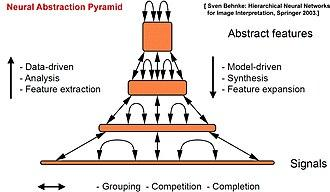 Neural Abstraction Pyramid
[ Sven Behnke: Hierarchical Neural Networks
for Image Interpretation, Springer 2003.]
Abstract features
- Data-driven
- Analysis
- Feature extraction
- Model-driven
- Synthesis
- Feature expansion
Signals
- Grouping - Competition - Completion